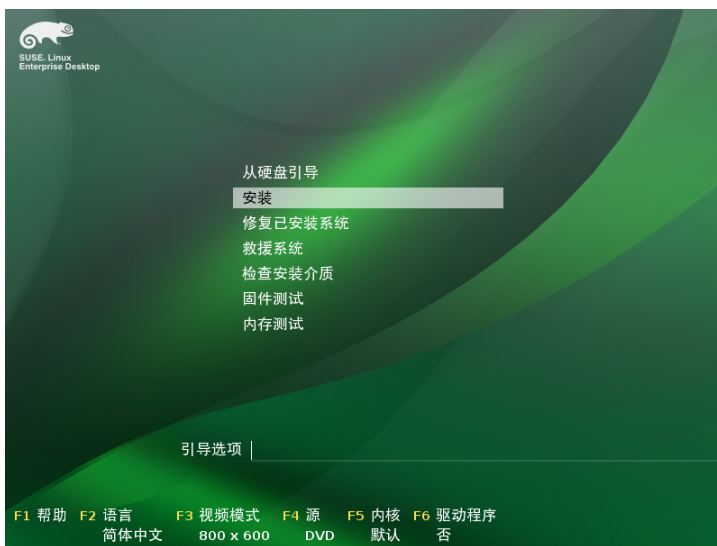 SUSE. Linux
Enterprise Desktop
从硬盘引导
安装
修复已安装系统
救援系统
检查安装介质
固件测试
内存测试
引导选项
F1 帮助 F2 语言 F3 视频模式 F4 源 F5 内核 F6 驱动程序
简体中文 800 x 600 DVD 默认 否